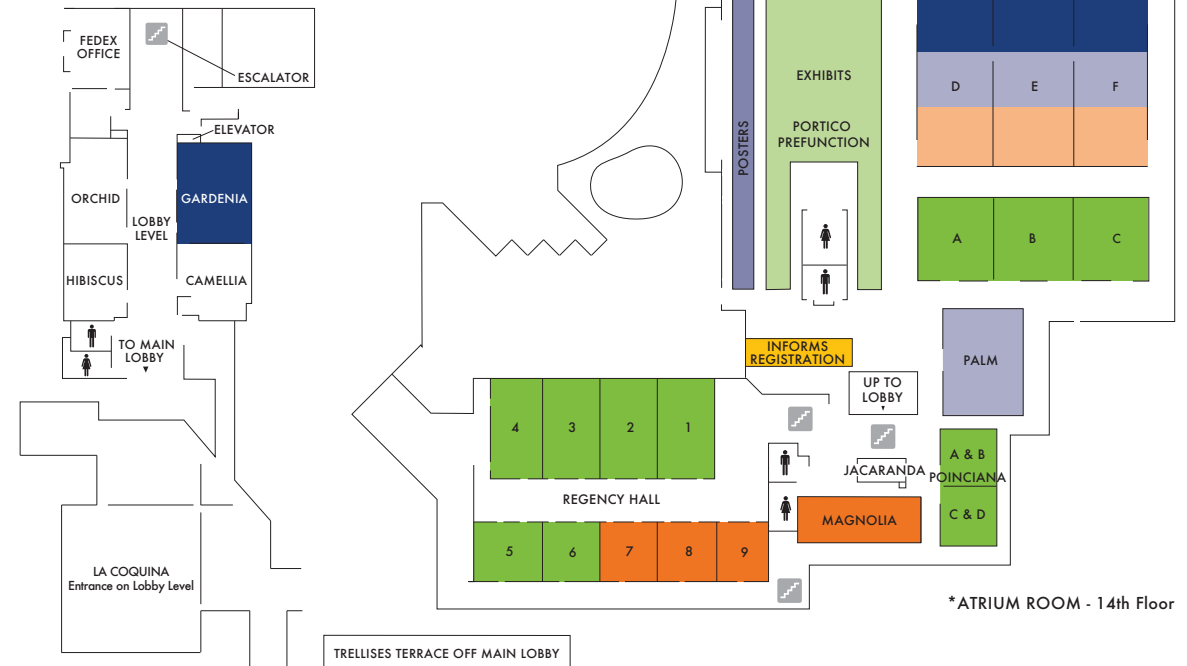 FEDEX
OFFICE
ESCALATOR
ELEVATOR
ORCHID
GARDENIA
LOBBY
LEVEL
HIBISCUS
CAMELLIA
TO MAIN
LOBBY
LA COQUINA
Entrance on Lobby Level
TRELLISES TERRACE OFF MAIN LOBBY
POSTERS
EXHIBITS
PORTICO
PREFUNCTION
D
E
F
A
B
C
INFORMS
REGISTRATION
PALM
UP TO
LOBBY
4
3
2
1
REGENCY HALL
5
6
7
8
9
JACARANDA
MAGNOLIA
A & B
POINCIANA
C & D
*ATRIUM ROOM - 14th Floor